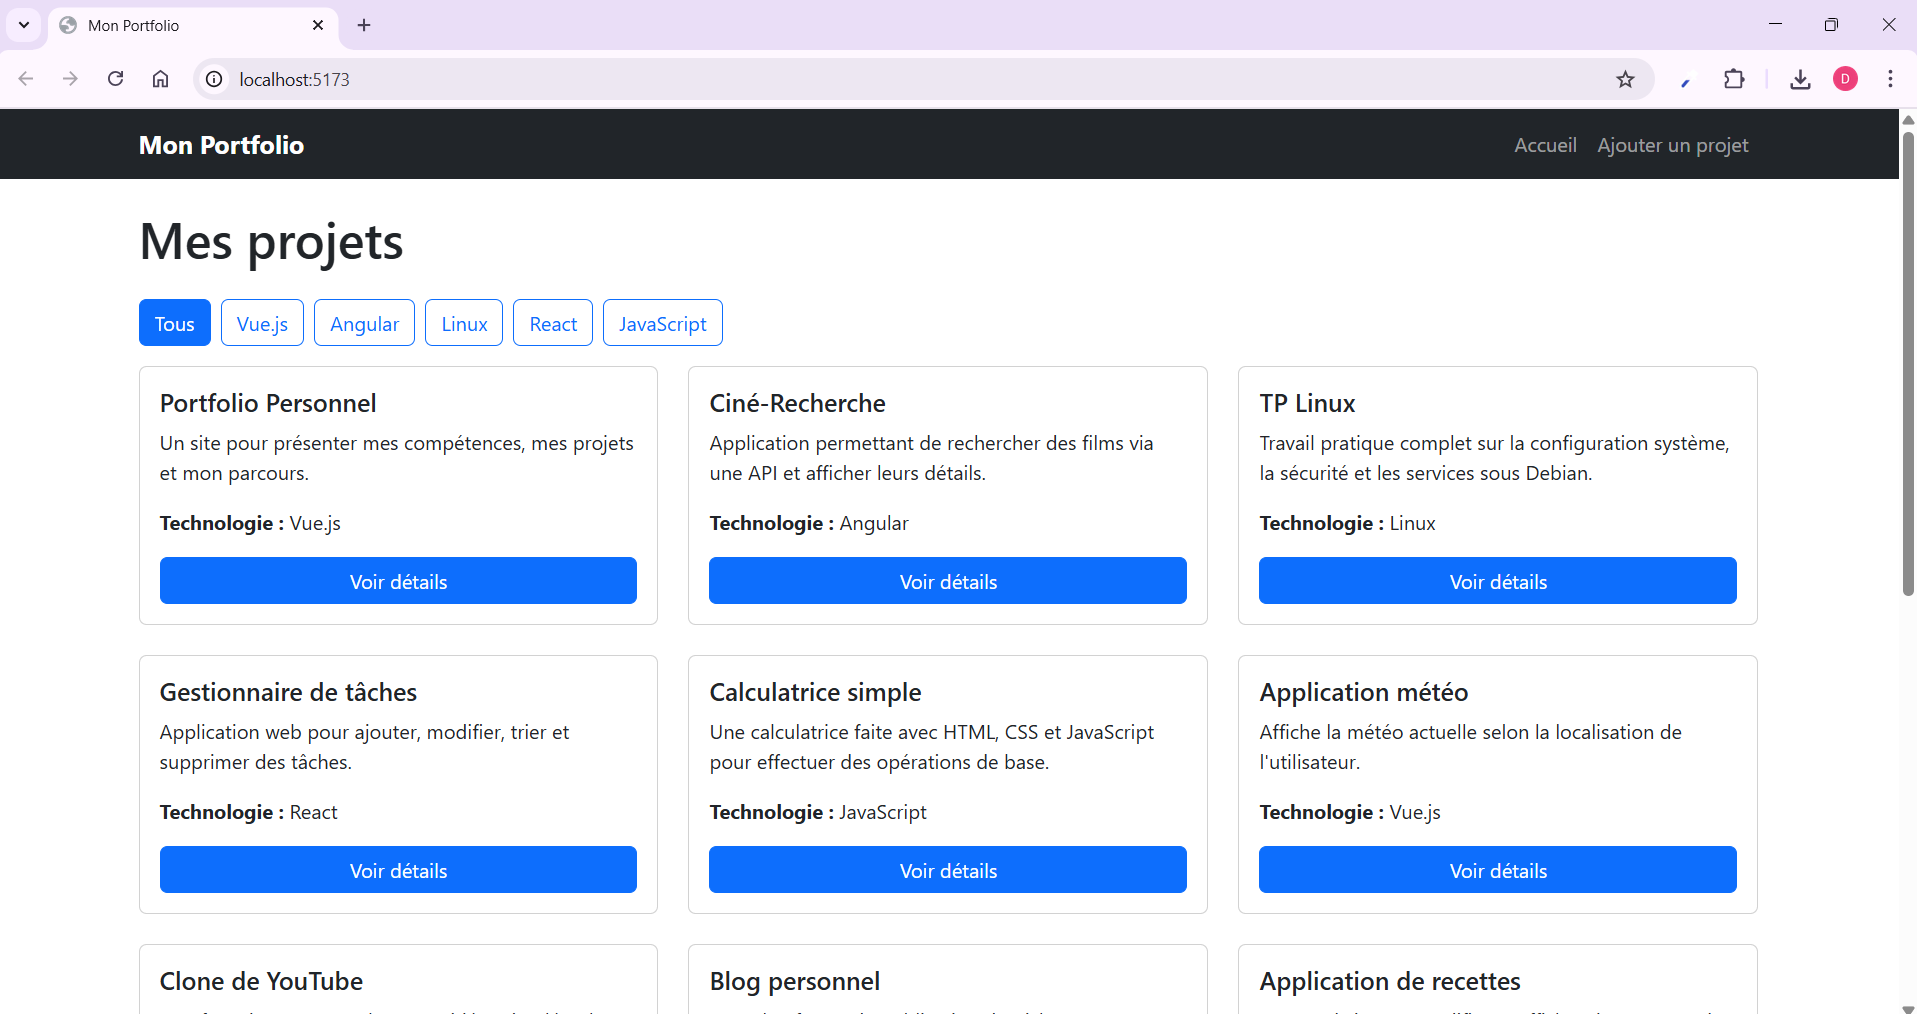 Mon Portfolio
localhost:5173
D
Mon Portfolio
Accueil Ajouter un projet
Mes projets
Tous Vue.js Angular Linux React JavaScript
Portfolio Personnel
Un site pour présenter mes compétences, mes projets
et mon parcours.
Technologie : Vue.js
Voir détails
Ciné-Recherche
Application permettant de rechercher des films via
une API et afficher leurs détails.
Technologie : Angular
Voir détails
TP Linux
Travail pratique complet sur la configuration système,
la sécurité et les services sous Debian.
Technologie : Linux
Voir détails
Gestionnaire de tâches
Application web pour ajouter, modifier, trier et
supprimer des tâches.
Technologie : React
Voir détails
Calculatrice simple
Une calculatrice faite avec HTML, CSS et JavaScript
pour effectuer des opérations de base.
Technologie : JavaScript
Voir détails
Application météo
Affiche la météo actuelle selon la localisation de
l'utilisateur.
Technologie : Vue.js
Voir détails
Clone de YouTube
Blog personnel
Application de recettes